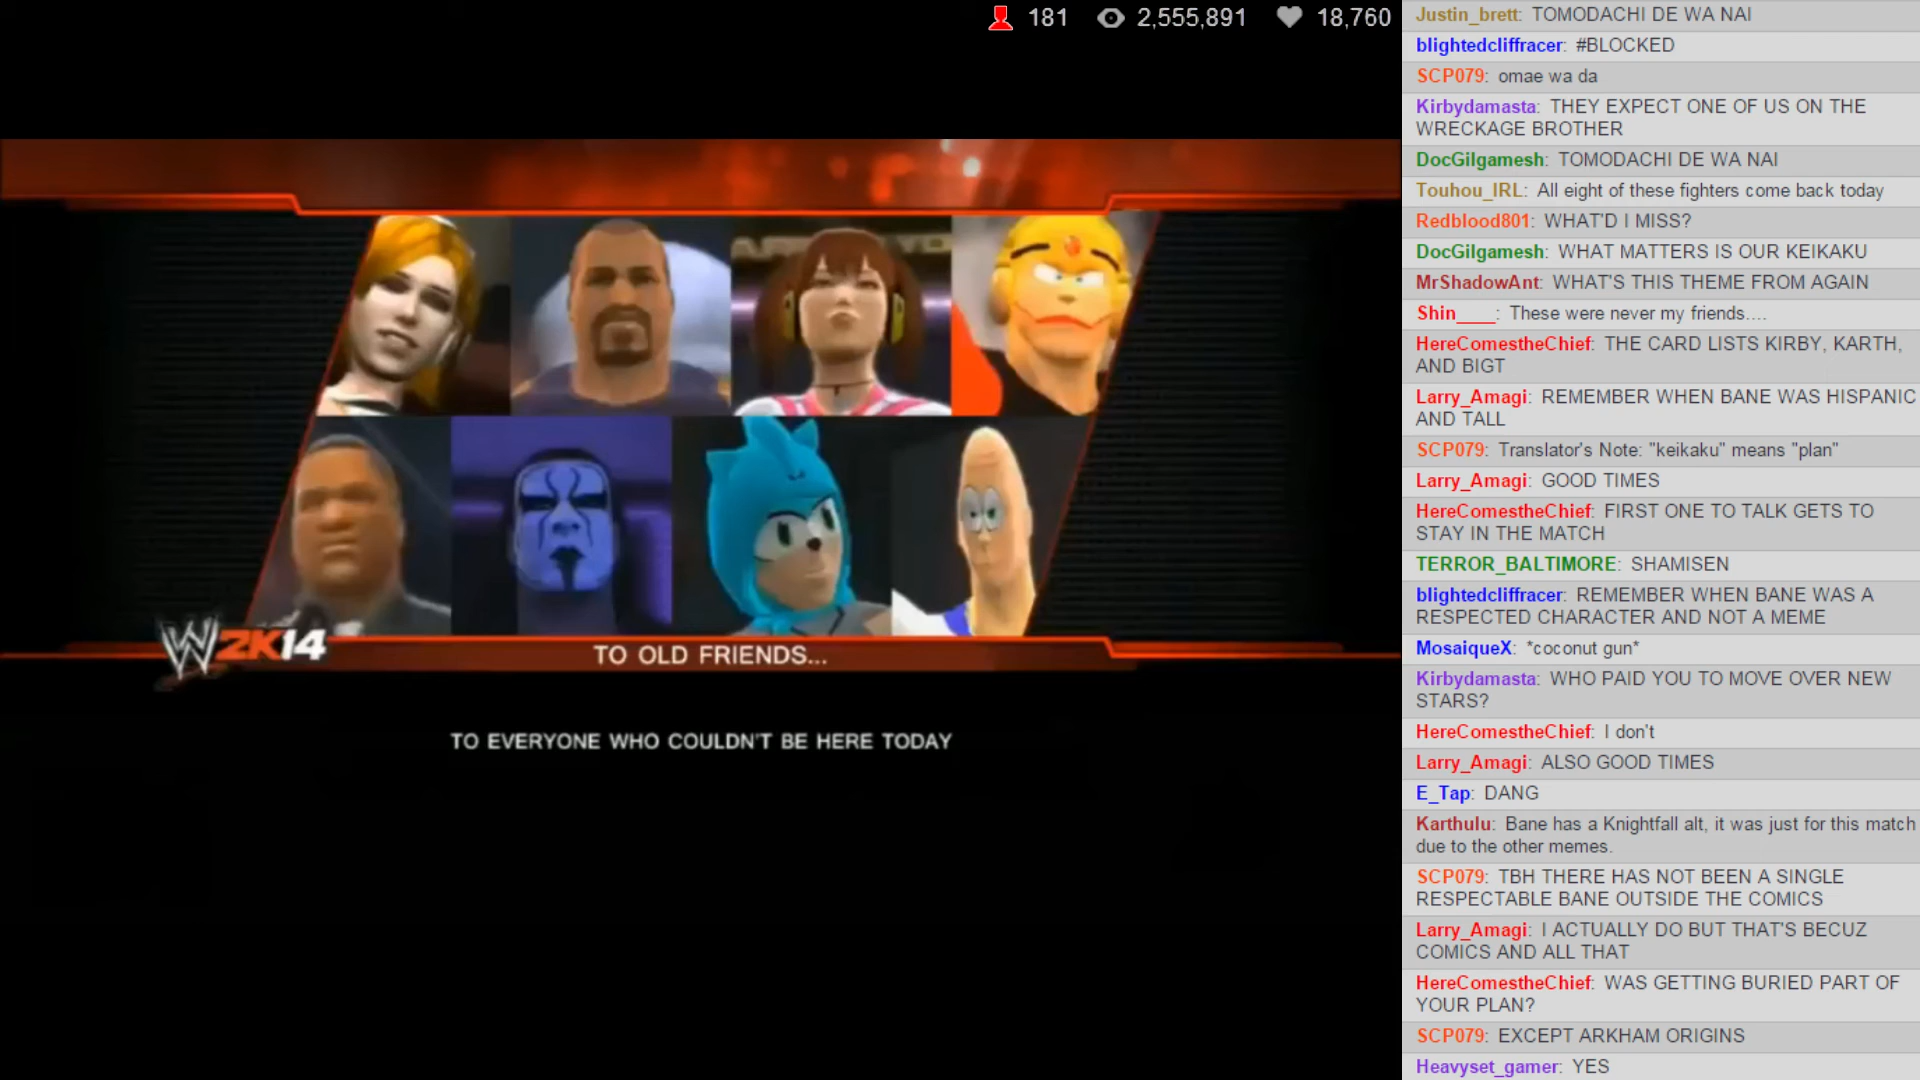 181 2,555,891 18,760
W2K14
TO OLD FRIENDS...
TO EVERYONE WHO COULDN'T BE HERE TODAY
Justin_brett: TOMODACHI DE WA NAI
blightedcliffracer: #BLOCKED
SCP079: omae wa da
Kirbydamasta: THEY EXPECT ONE OF US ON THE
WRECKAGE BROTHER
DocGilgamesh: TOMODACHI DE WA NAI
Touhou_IRL: All eight of these fighters come back today
Redblood801: WHAT'D I MISS?
DocGilgamesh: WHAT MATTERS IS OUR KEIKAKU
MrShadowAnt: WHAT'S THIS THEME FROM AGAIN
Shin____: These were never my friends....
HereComestheChief: THE CARD LISTS KIRBY, KARTH,
AND BIGT
Larry_Amagi: REMEMBER WHEN BANE WAS HISPANIC
AND TALL
SCP079: Translator's Note: "keikaku" means "plan"
Larry_Amagi: GOOD TIMES
HereComestheChief: FIRST ONE TO TALK GETS TO
STAY IN THE MATCH
TERROR_BALTIMORE: SHAMISEN
blightedcliffracer: REMEMBER WHEN BANE WAS A
RESPECTED CHARACTER AND NOT A MEME
MosaiqueX: *coconut gun*
Kirbydamasta: WHO PAID YOU TO MOVE OVER NEW
STARS?
HereComestheChief: I don't
Larry_Amagi: ALSO GOOD TIMES
E_Tap: DANG
Karthulu: Bane has a Knightfall alt, it was just for this match
due to the other memes.
SCP079: TBH THERE HAS NOT BEEN A SINGLE
RESPECTABLE BANE OUTSIDE THE COMICS
Larry_Amagi: I ACTUALLY DO BUT THAT'S BECUZ
COMICS AND ALL THAT
HereComestheChief: WAS GETTING BURIED PART OF
YOUR PLAN?
SCP079: EXCEPT ARKHAM ORIGINS
Heavyset_gamer: YES